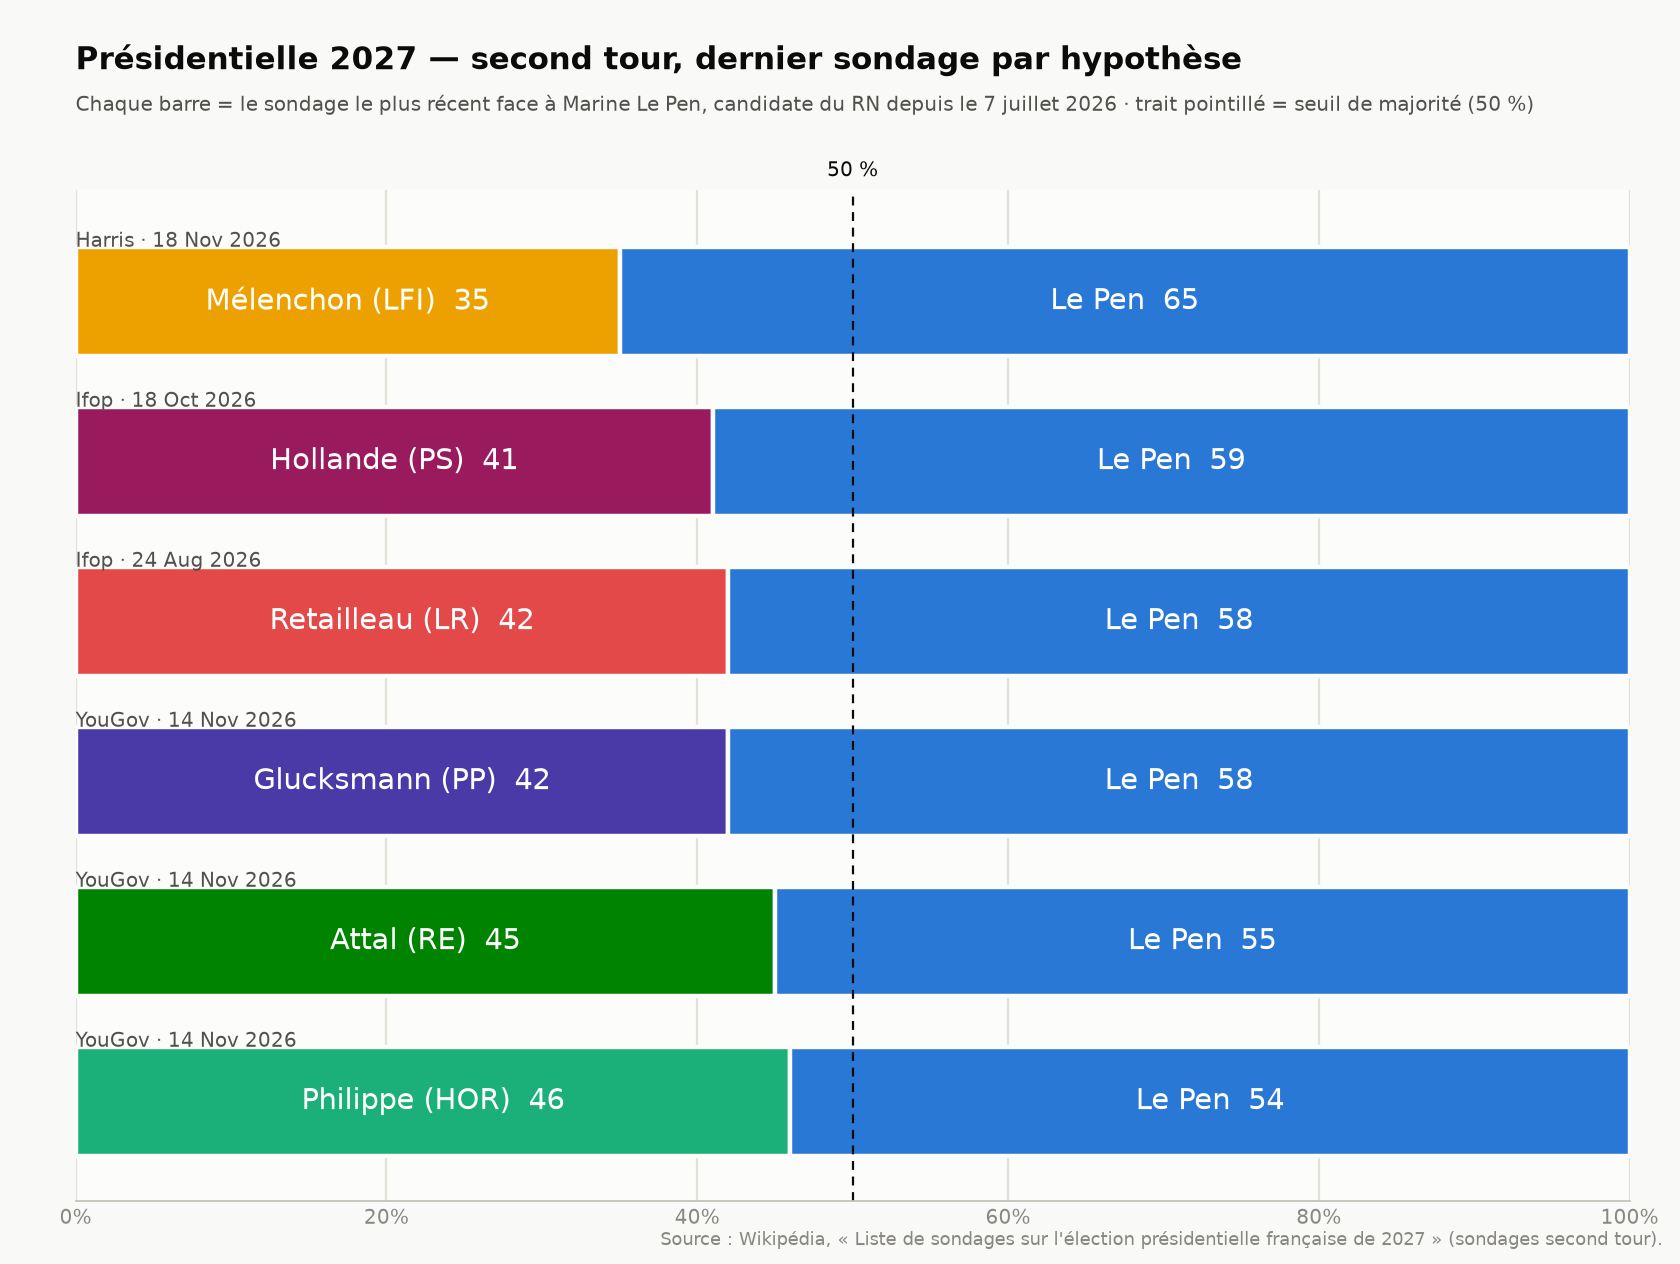 Présidentielle 2027 — second tour, dernier sondage par hypothèse
Chaque barre = le sondage le plus récent face à Marine Le Pen, candidate du RN depuis le 7 juillet 2026 · trait pointillé = seuil de majorité (50 %)
50 %
Harris · 18 Nov 2026
Mélenchon (LFI) 35 Le Pen 65
Ifop · 18 Oct 2026
Hollande (PS) 41 Le Pen 59
Ifop · 24 Aug 2026
Retailleau (LR) 42 Le Pen 58
YouGov · 14 Nov 2026
Glucksmann (PP) 42 Le Pen 58
YouGov · 14 Nov 2026
Attal (RE) 45 Le Pen 55
YouGov · 14 Nov 2026
Philippe (HOR) 46 Le Pen 54
0% 20% 40% 60% 80% 100%
Source : Wikipédia, « Liste de sondages sur l'élection présidentielle française de 2027 » (sondages second tour).